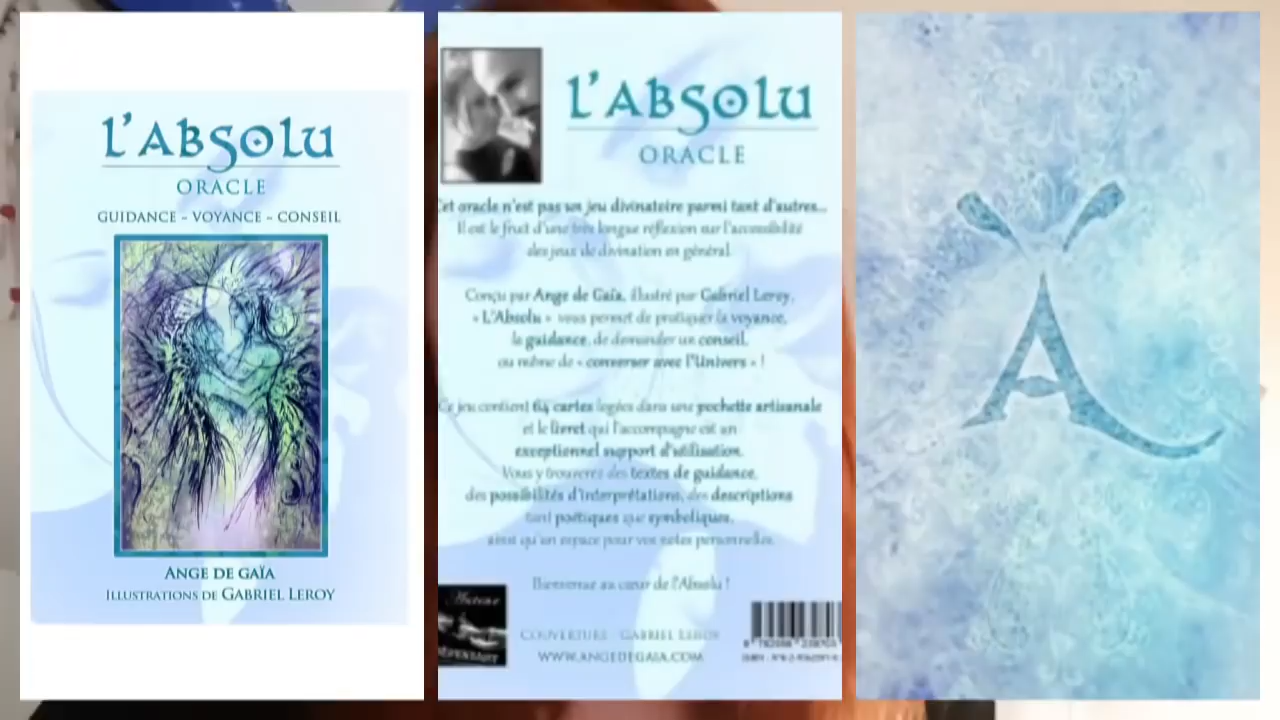 L'ABSOLU
ORACLE
GUIDANCE - VOYANCE - CONSEIL
ANGE DE GAÏA
ILLUSTRATIONS DE GABRIEL LEROY
L'ABSOLU
ORACLE
Cet oracle n'est pas un jeu divinatoire parmi tant d'autres...
Il est le fruit d'une très longue réflexion sur l'accessibilité
des jeux de divination en général.
Conçu par Ange de Gaïa, illustré par Gabriel Leroy,
« L'Absolu » vous permet de pratiquer la voyance,
la guidance, de demander un conseil,
ou même de « converser avec l'Univers » !
Ce jeu contient 64 cartes logées dans une pochette artisanale
et le livret qui l'accompagne est un
exceptionnel support d'utilisation.
Vous y trouverez des textes de guidance,
des possibilités d'interprétations, des descriptions
tant poétiques que symboliques,
ainsi qu'un espace pour vos notes personnelles.
Bienvenue au cœur de l'Absolu !
Auteur
COUVERTURE : GABRIEL LEROY
WWW.ANGEDEGAIA.COM